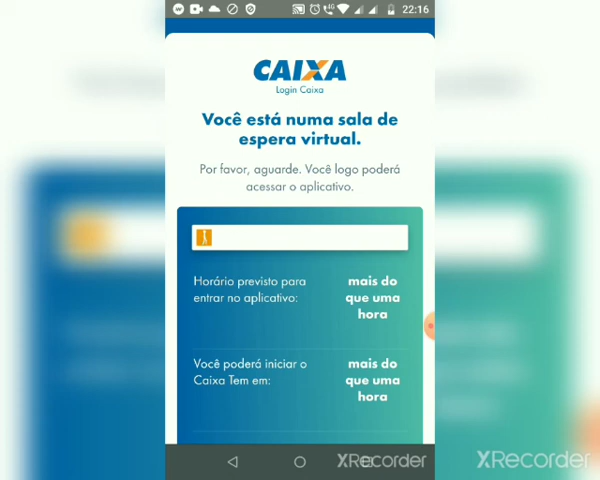 22:16
CAIXA
Login Caixa
Você está numa sala de
espera virtual.
Por favor, aguarde. Você logo poderá
acessar o aplicativo.
Horário previsto para
entrar no aplicativo:
mais do
que uma
hora
Você poderá iniciar o
Caixa Tem em:
mais do
que uma
hora
XRecorder
XRecorder